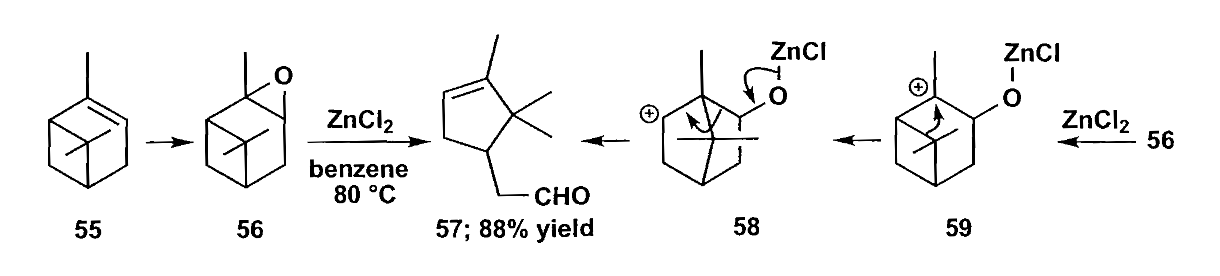 O
ZnCl₂
benzene
80 °C
CHO
ZnCl
O
⊕
ZnCl
O
⊕
ZnCl₂
56
55
56
57; 88% yield
58
59